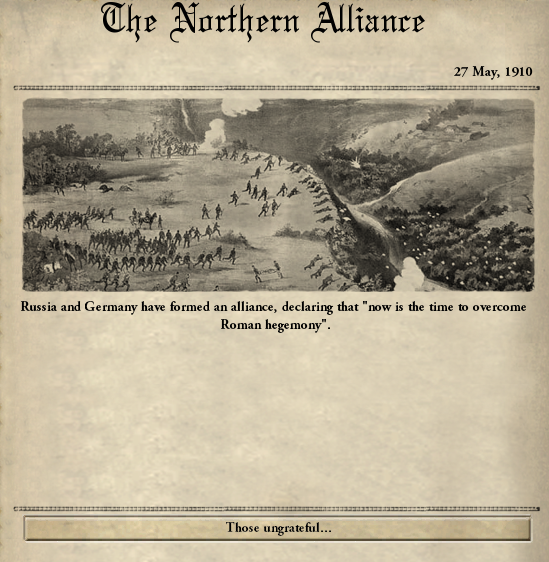 The Northern Alliance
27 May, 1910
Russia and Germany have formed an alliance, declaring that "now is the time to overcome
Roman hegemony".
Those ungrateful...